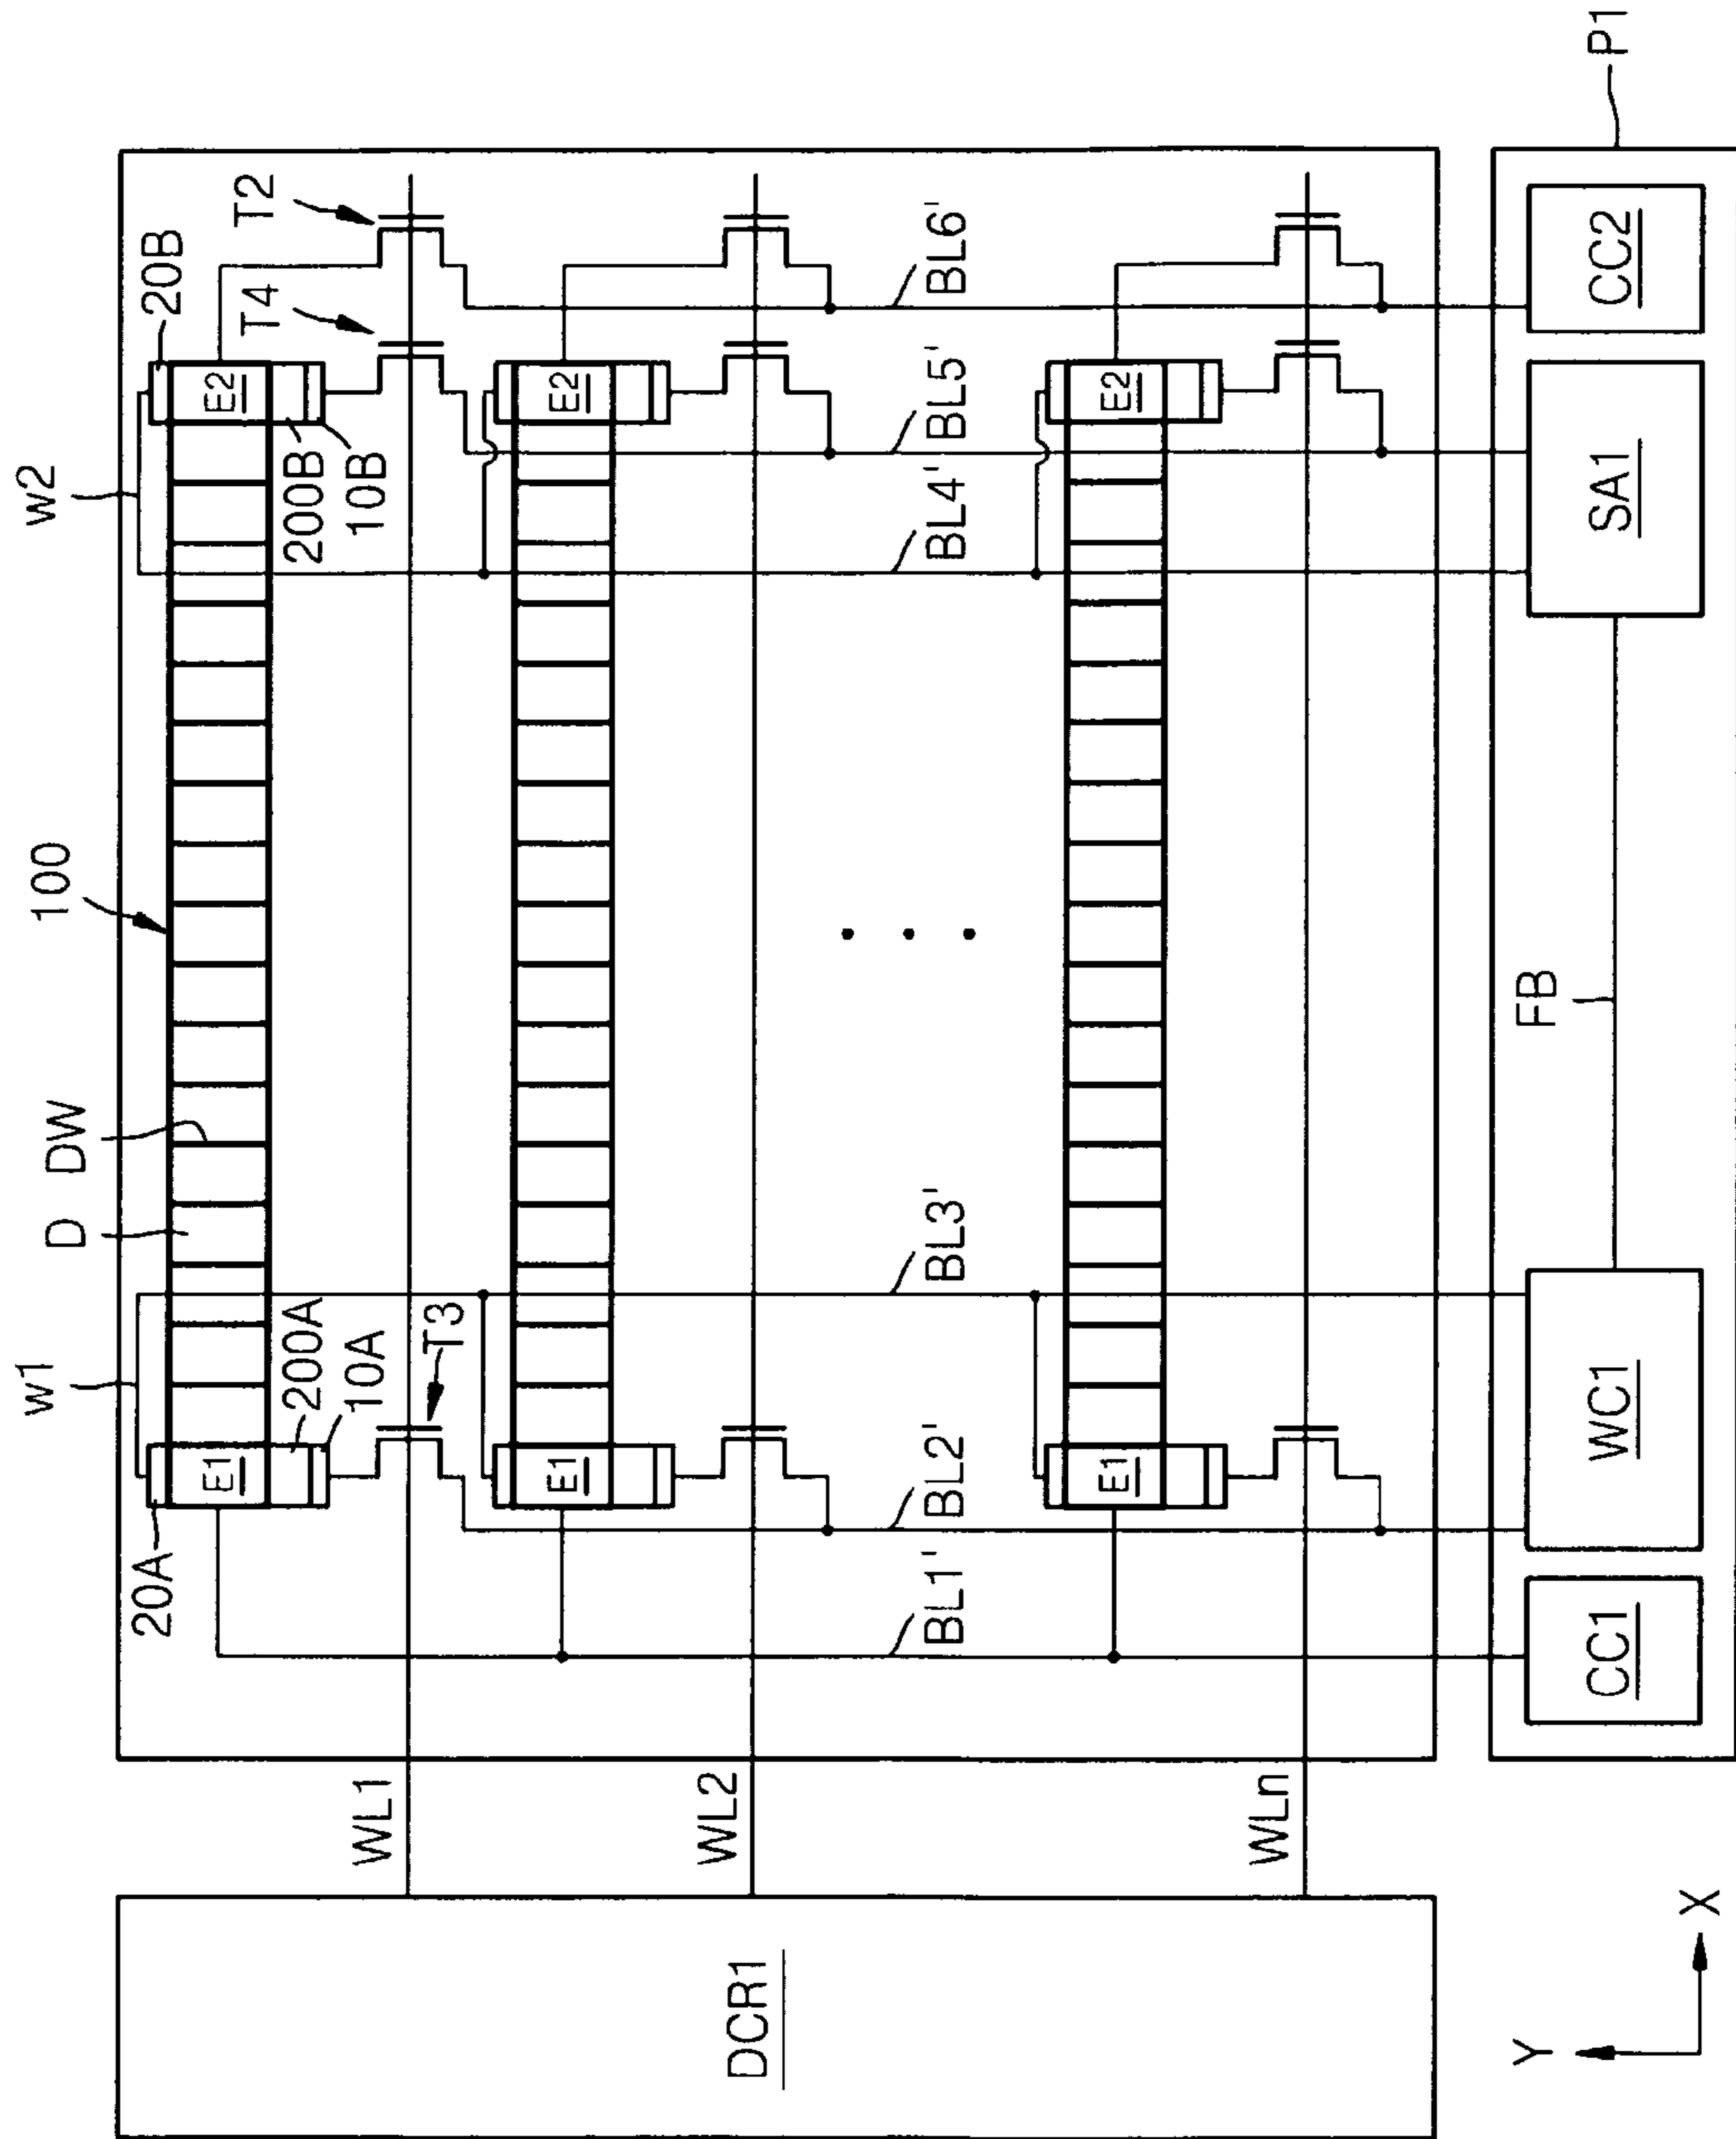 w1
D
DW
100
w2
20A
20B
E1
E2
200A
10A
T3
200B
10B
T4
T2
WL1
E1
E2
WL2
BL1'
BL2'
BL3'
BL4'
BL5'
BL6'
E1
E2
WLn
DCR1
FB
CC1
WC1
SA1
CC2
P1
Y
X